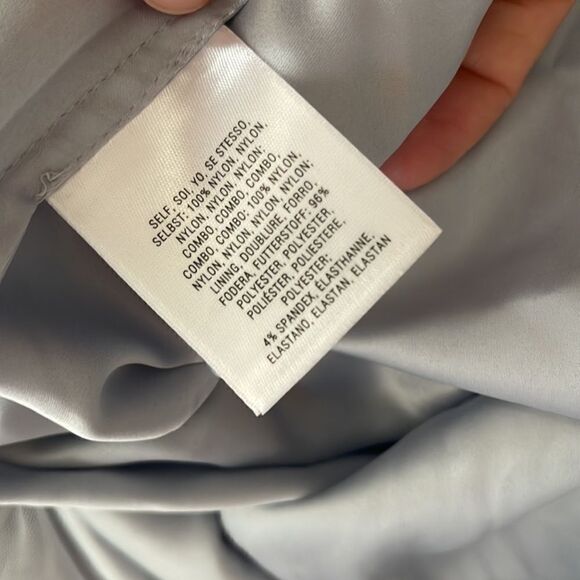 SELF, SOI, YO, SE STESSO,
SELBST: 100% NYLON, NYLON,
NYLON, NYLON, NYLON;
COMBO COMBO, COMBO,
COMBO, COMBO: 100% NYLON,
NYLON, NYLON, NYLON, NYLON;
LINING, DOUBLURE, FORRO,
FODERA, FUTTERSTOFF: 96%
POLYESTER, POLYESTER,
POLIÉSTER, POLIESTERE,
POLYESTER;
4% SPANDEX, ÉLASTHANNE,
ELASTANO, ELASTAN, ELASTAN